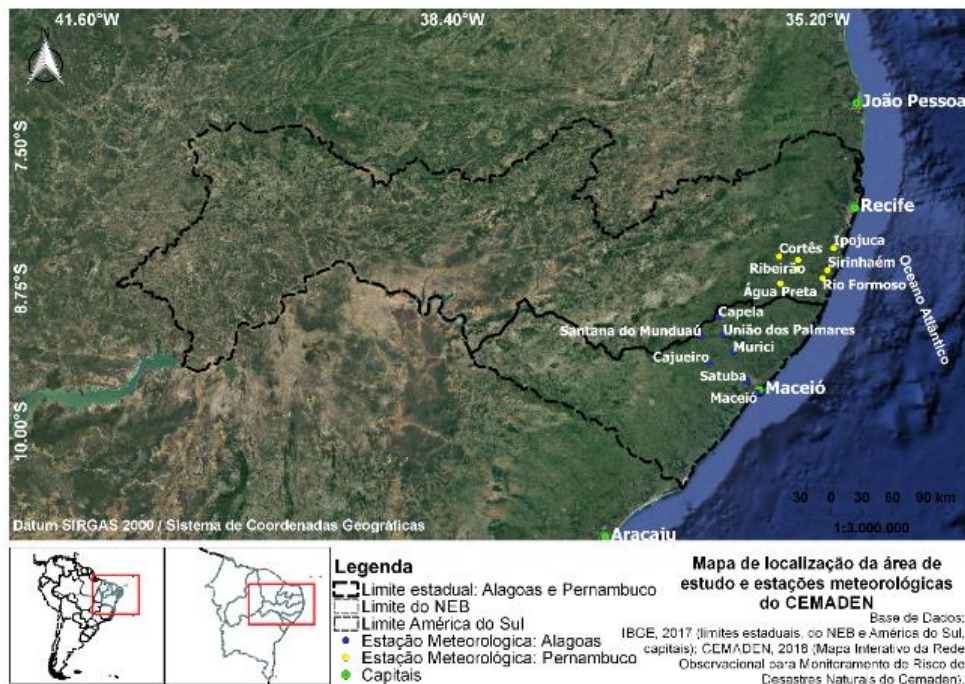 41.60°W
38.40°W
35.20°W
7.50°S
8.75°S
10.00°S
João Pessoa
Recife
Ipojuca
Cortês
Sirinhaém
Ribeirão
Rio Formoso
Água Preta
Oceano Atlântico
Capela
Santana do Munduaú
União dos Palmares
Murici
Cajueiro
Satuba
Maceió
Maceió
30 0 30 60 90 km
1:3.000.000
Datum SIRGAS 2000 / Sistema de Coordenadas Geográficas
Aracaju
Legenda
Limite estadual: Alagoas e Pernambuco
Limite do NEB
Limite América do Sul
Estação Meteorologica: Alagoas
Estação Meteorológica: Pernambuco
Capitais
Mapa de localização da área de
estudo e estações meteorológicas
do CEMADEN
Base de Dados:
IBGE, 2017 (limites estaduais, do NEB e América do Sul,
capitais); CEMADEN, 2018 (Mapa Interativo da Rede
Observacional para Monitoramento de Risco de
Desastres Naturais do Cemaden).